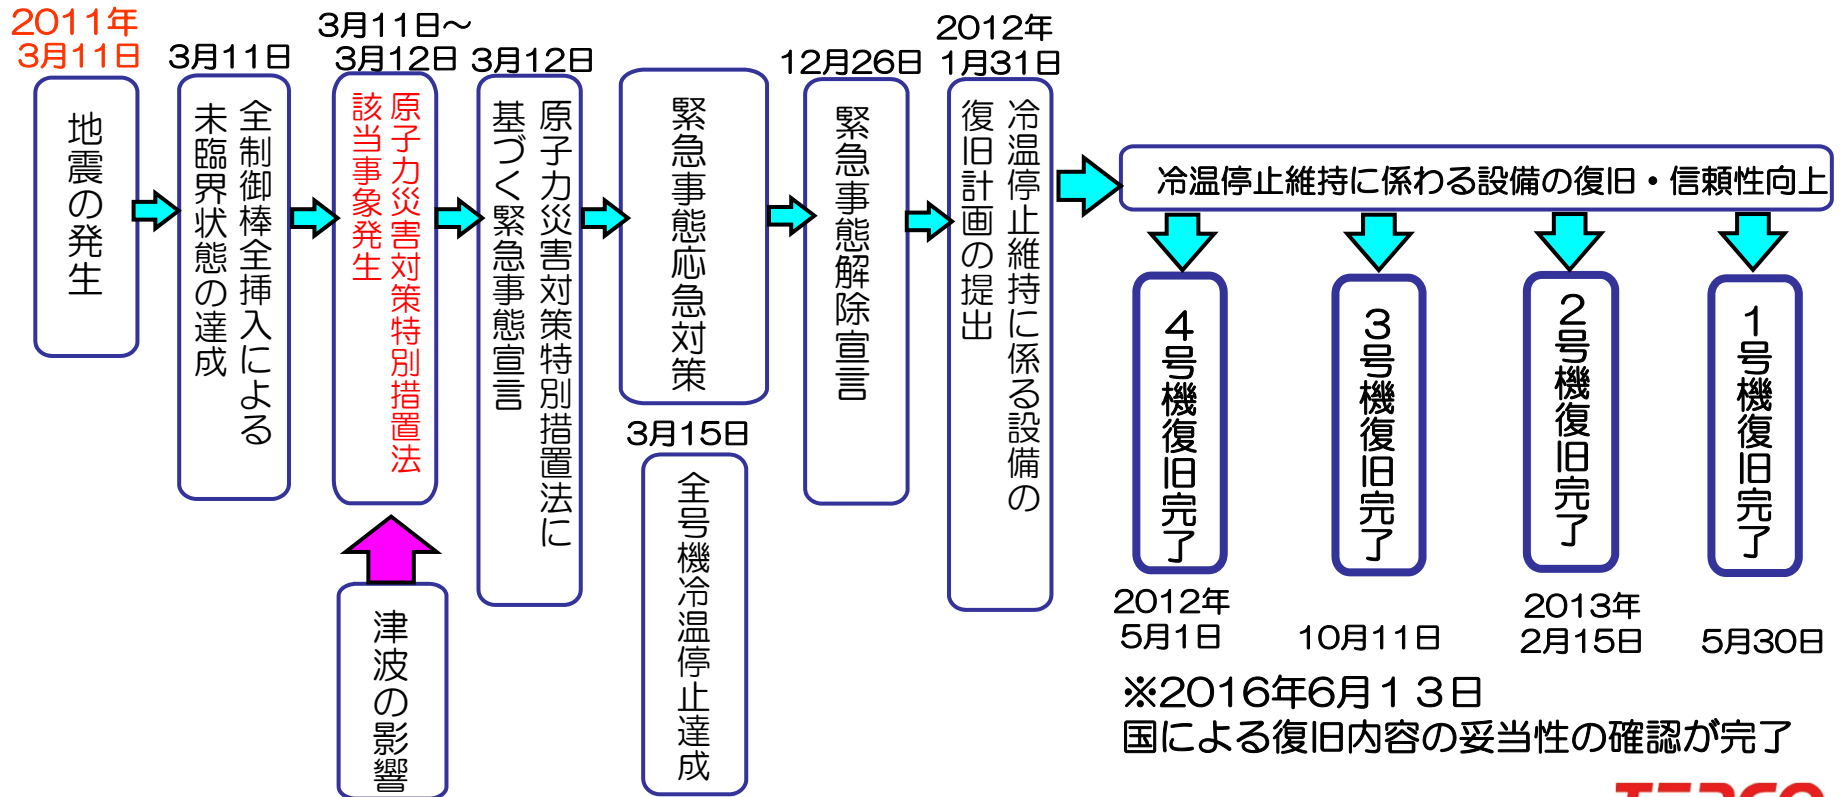 2011年
3月11日
地震の発生
3月11日
全制御棒全挿入による
未臨界状態の達成
3月11日～
3月12日
原子力災害対策特別措置法
該当事象発生
津波の影響
3月12日
原子力災害対策特別措置法に
基づく緊急事態宣言
緊急事態応急対策
3月15日
全号機冷温停止達成
12月26日
緊急事態解除宣言
2012年
1月31日
冷温停止維持に係る設備の
復旧計画の提出
冷温停止維持に係わる設備の復旧・信頼性向上
4号機復旧完了
2012年
5月1日
3号機復旧完了
10月11日
2号機復旧完了
2013年
2月15日
1号機復旧完了
5月30日
※2016年6月１３日
国による復旧内容の妥当性の確認が完了
TEPCO